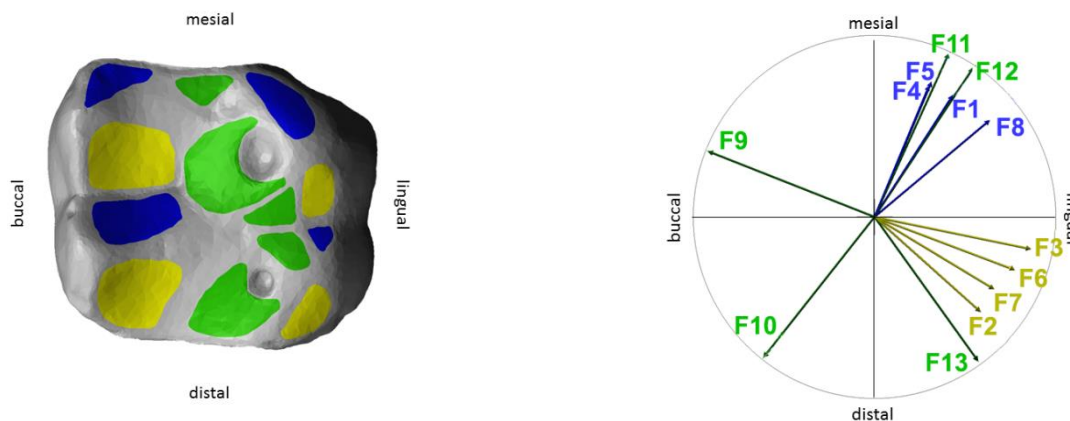 mesial
buccal
lingual
distal
mesial
F11
F5
F12
F4
F1
F8
F9
buccal
lingual
F3
F6
F7
F2
F10
F13
distal